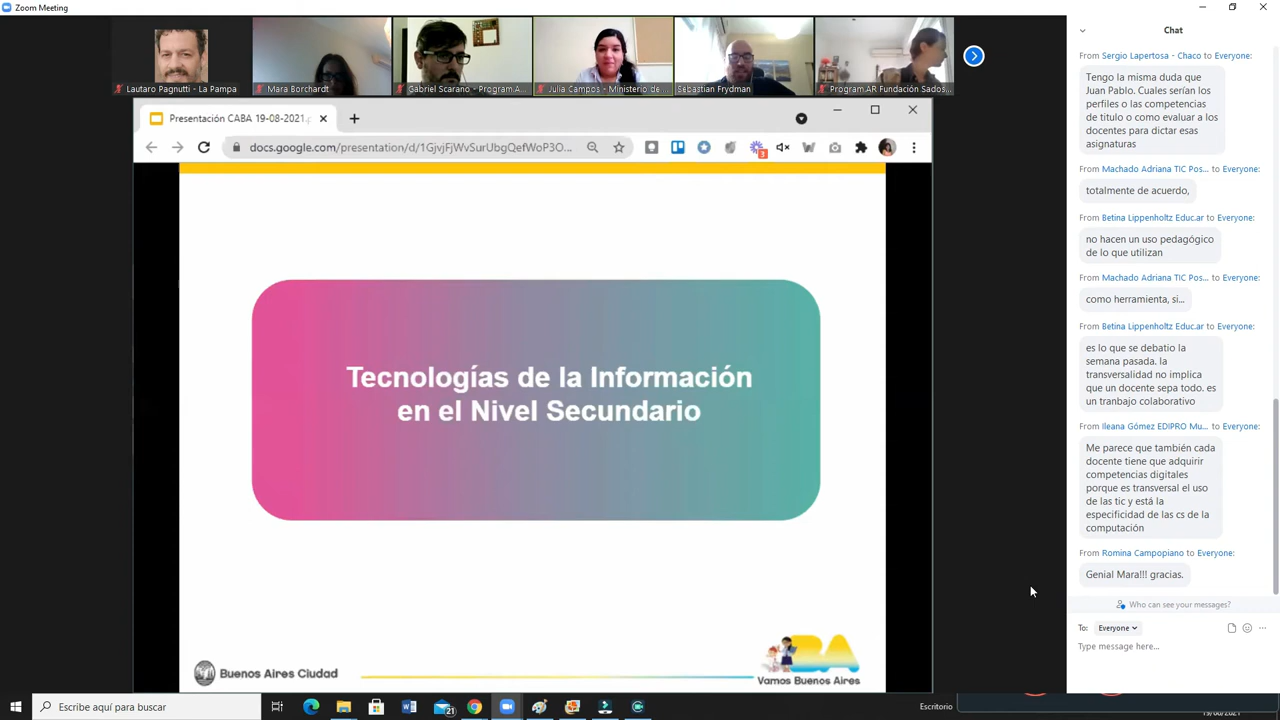 Zoom Meeting
Lautaro Pagnutti - La Pampa
Mara Borchardt
Gabriel Scarano - Program.A...
Julia Campos - Ministerio de...
Sebastian Frydman
Program.AR Fundación Sados...
Presentación CABA 19-08-2021.
docs.google.com/presentation/d/1GjvjFjWvSurUbgQefWoP3O...
3
Tecnologías de la Información
en el Nivel Secundario
Buenos Aires Ciudad
BA
Vamos Buenos Aires
Chat
From Sergio Lapertosa - Chaco to Everyone:
Tengo la misma duda que
Juan Pablo. Cuales serían los
perfiles o las competencias
de titulo o como evaluar a los
docentes para dictar esas
asignaturas
From Machado Adriana TIC Pos... to Everyone:
totalmente de acuerdo,
From Betina Lippenholtz Educ.ar to Everyone:
no hacen un uso pedagógico
de lo que utilizan
From Machado Adriana TIC Pos... to Everyone:
como herramienta, si...
From Betina Lippenholtz Educ.ar to Everyone:
es lo que se debatio la
semana pasada. la
transversalidad no implica
que un docente sepa todo. es
un tranbajo colaborativo
From Ileana Gómez EDIPRO Mu... to Everyone:
Me parece que también cada
docente tiene que adquirir
competencias digitales
porque es transversal el uso
de las tic y está la
especificidad de las cs de la
computación
From Romina Campopiano to Everyone:
Genial Mara!!! gracias.
Who can see your messages?
To: Everyone
Type message here...
Escribe aquí para buscar
21
Escritorio
19/08/2021